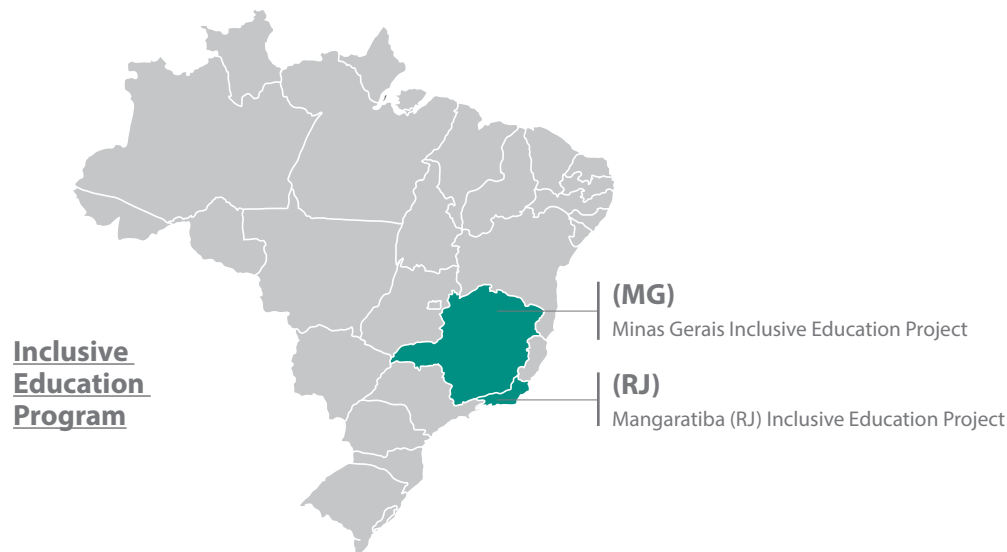 Inclusive
Education
Program
(MG)
Minas Gerais Inclusive Education Project
(RJ)
Mangaratiba (RJ) Inclusive Education Project